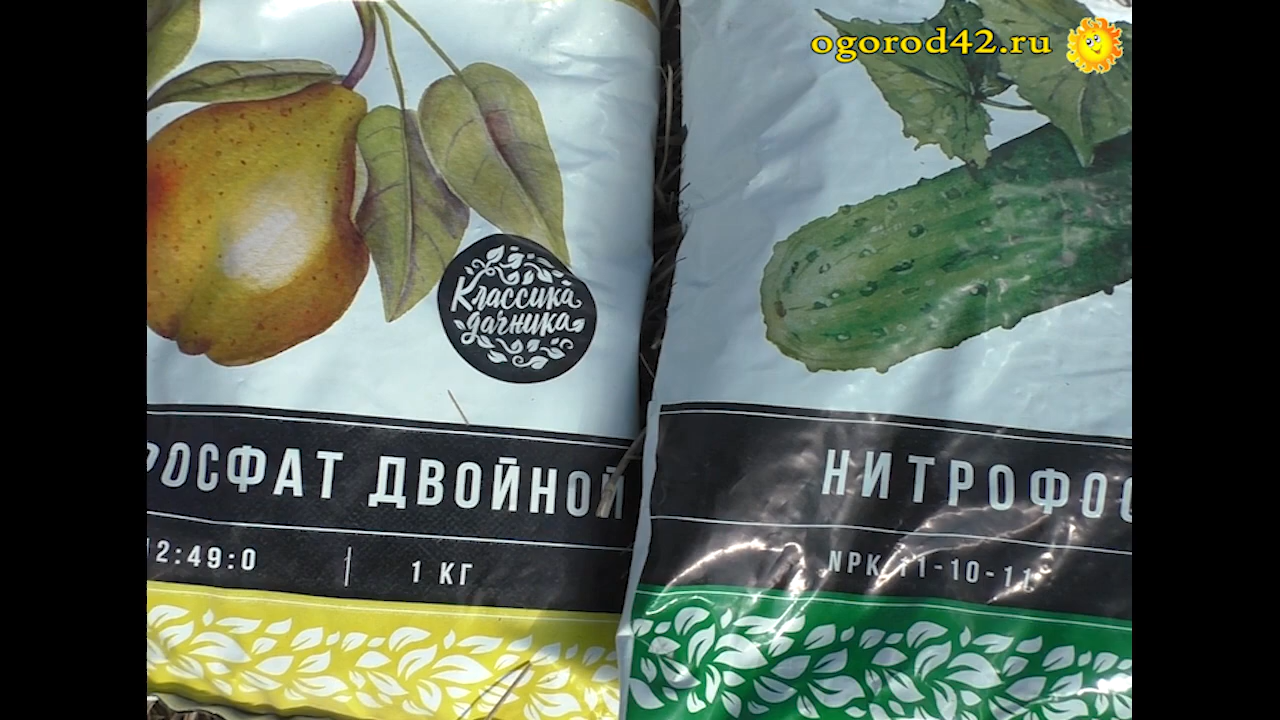 ogorod42.ru
Классика
дачника
РОСФАТ ДВОЙНОЙ
12:49:0 | 1 КГ
НИТРОФОС
NPK 11-10-11